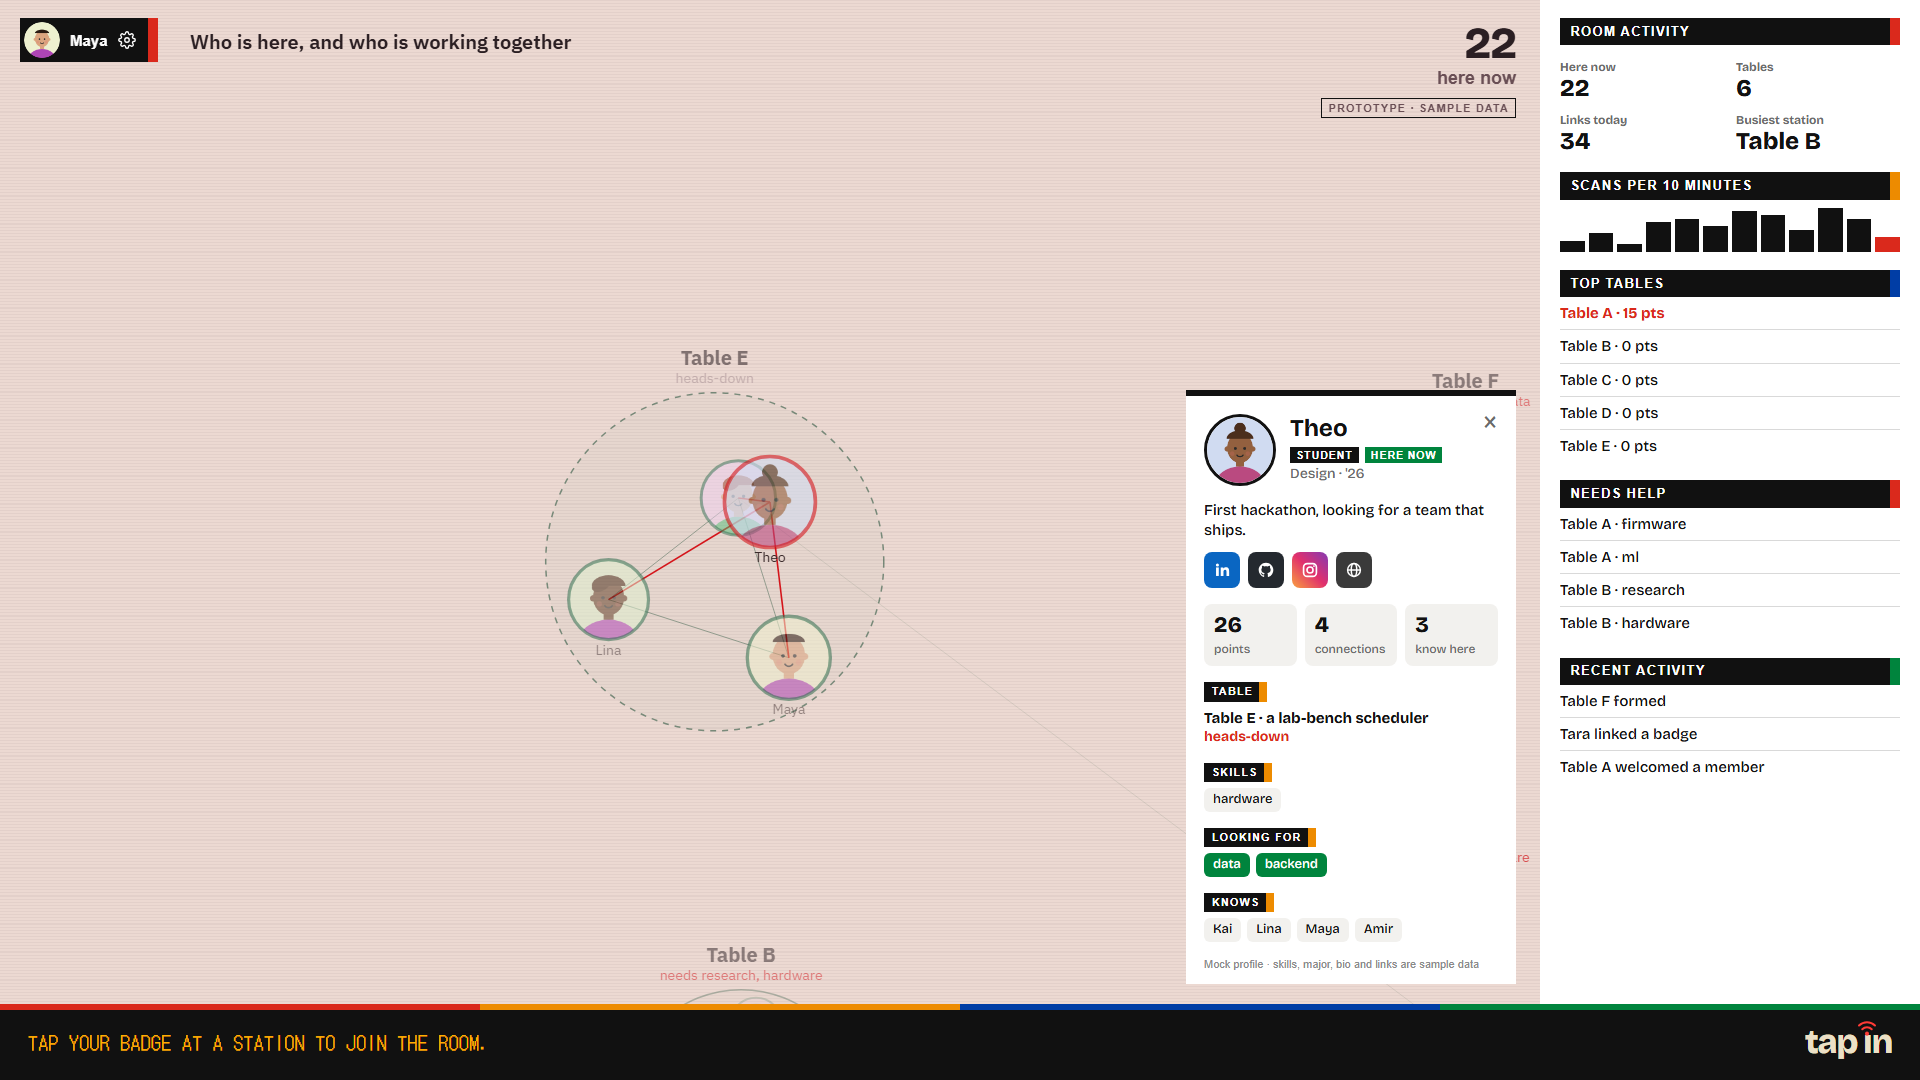 Maya
Who is here, and who is working together
22
here now
PROTOTYPE · SAMPLE DATA
Table E
heads-down
Theo
Lina
Maya
Table B
needs research, hardware
Table F
Theo
STUDENT
HERE NOW
Design · '26
First hackathon, looking for a team that
ships.
in
26
points
4
connections
3
know here
TABLE
Table E · a lab-bench scheduler
heads-down
SKILLS
hardware
LOOKING FOR
data backend
KNOWS
Kai Lina Maya Amir
Mock profile · skills, major, bio and links are sample data
ROOM ACTIVITY
Here now
22
Tables
6
Links today
34
Busiest station
Table B
SCANS PER 10 MINUTES
TOP TABLES
Table A · 15 pts
Table B · 0 pts
Table C · 0 pts
Table D · 0 pts
Table E · 0 pts
NEEDS HELP
Table A · firmware
Table A · ml
Table B · research
Table B · hardware
RECENT ACTIVITY
Table F formed
Tara linked a badge
Table A welcomed a member
TAP YOUR BADGE AT A STATION TO JOIN THE ROOM.
tap in